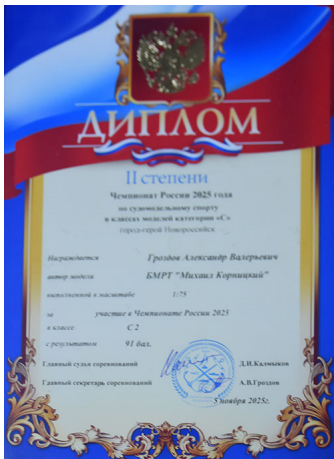 ДИПЛОМ
II степени
Чемпионат России 2025 года
по судомодельному спорту
в классах моделей категории «С»
город-герой Новороссийск
Награждается Гроздов Александр Валерьевич
автор модели БМРТ "Михаил Корницкий"
выполненной в масштабе 1:75
за участие в Чемпионате России 2025
в классе С 2
с результатом 91 бал.
Главный судья соревнований Д.И.Калмыков
Главный секретарь соревнований А.В.Гроздов
5 ноября 2025г.